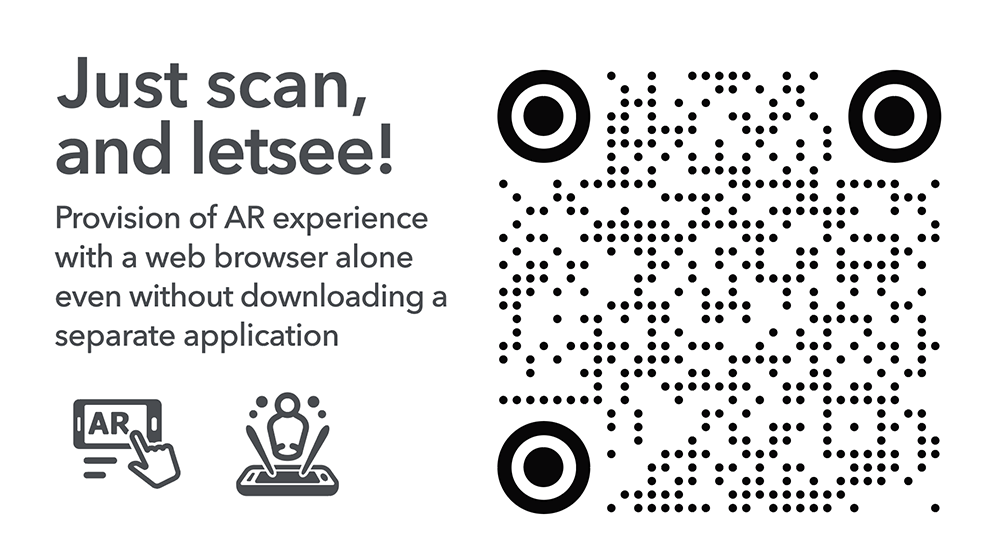 Just scan,
and letsee!
Provision of AR experience
with a web browser alone
even without downloading a
separate application
AR